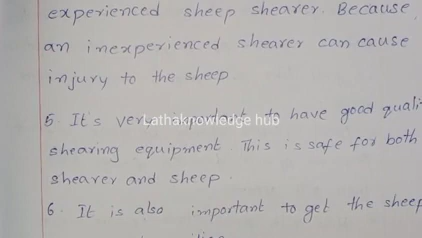 experienced sheep shearer. Because
an inexperienced shearer can cause
injury to the sheep.
5. It's very important to have good quali
shearing equipment. This is safe for both
shearer and sheep.
6. It is also important to get the sheep
Lathaknowledge hub